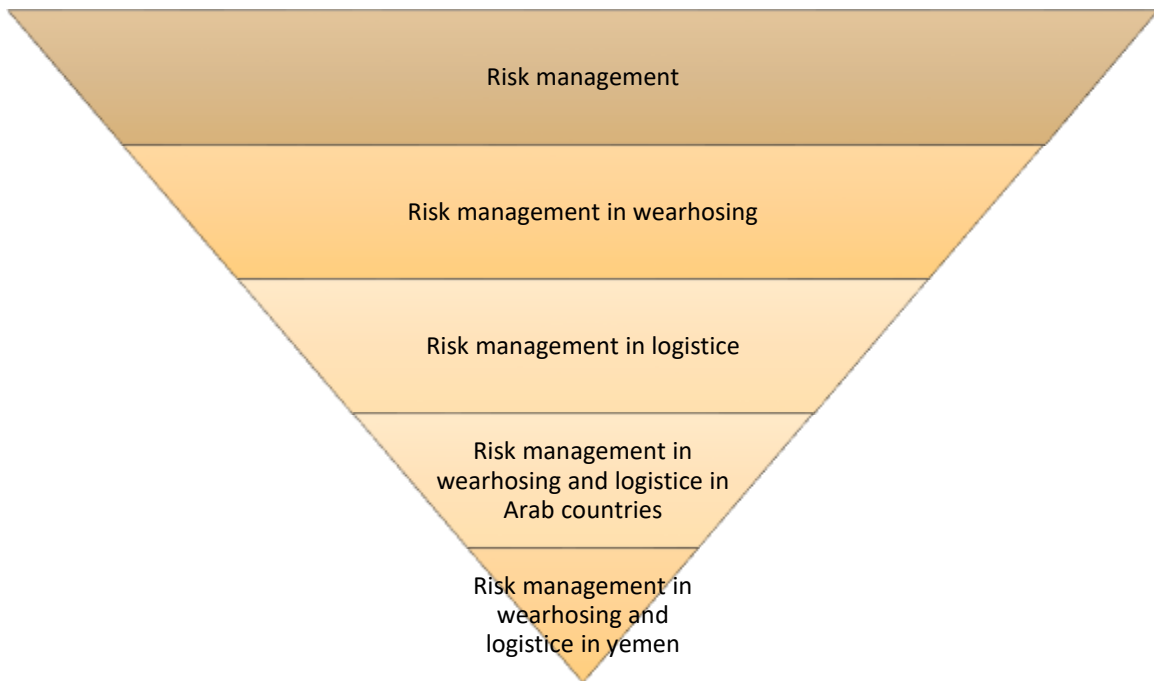 Risk management
Risk management in wearhosing
Risk management in logistice
Risk management in
wearhosing and logistice in
Arab countries
Risk management in
wearhosing and
logistice in yemen